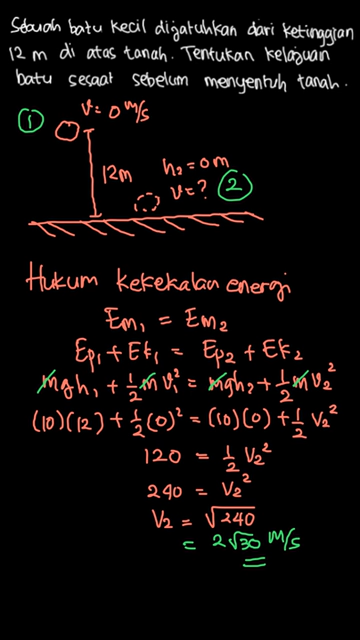 Sebuah batu kecil dijatuhkan dari ketinggian
12 m di atas tanah. Tentukan kelajuan
batu sesaat sebelum menyentuh tanah.
① v = 0 m/s
12m
h₂ = 0 m
v = ? ②
Hukum kekekalan energi
Em₁ = Em₂
Ep₁ + Ek₁ = Ep₂ + Ek₂
mgh₁ + 1/2 m v₁² = mgh₂ + 1/2 m v₂²
(10)(12) + 1/2 (0)² = (10)(0) + 1/2 v₂²
120 = 1/2 v₂²
240 = v₂²
v₂ = √240
= 2√30 m/s